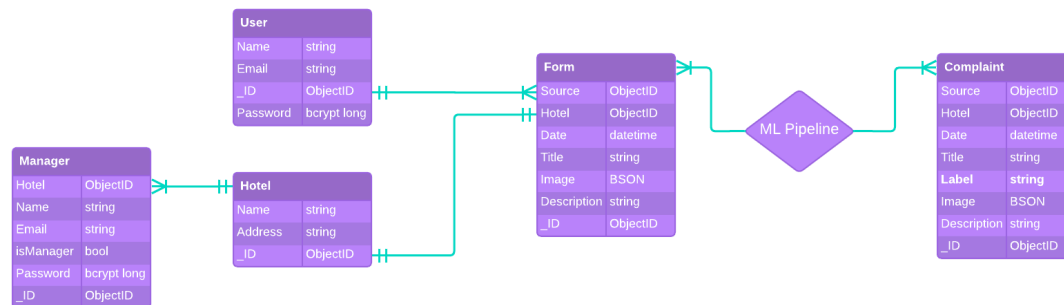 User
Name string
Email string
_ID ObjectID
Password bcrypt long
Manager
Hotel ObjectID
Name string
Email string
isManager bool
Password bcrypt long
_ID ObjectID
Hotel
Name string
Address string
_ID ObjectID
Form
Source ObjectID
Hotel ObjectID
Date datetime
Title string
Image BSON
Description string
_ID ObjectID
ML Pipeline
Complaint
Source ObjectID
Hotel ObjectID
Date datetime
Title string
Label string
Image BSON
Description string
_ID ObjectID